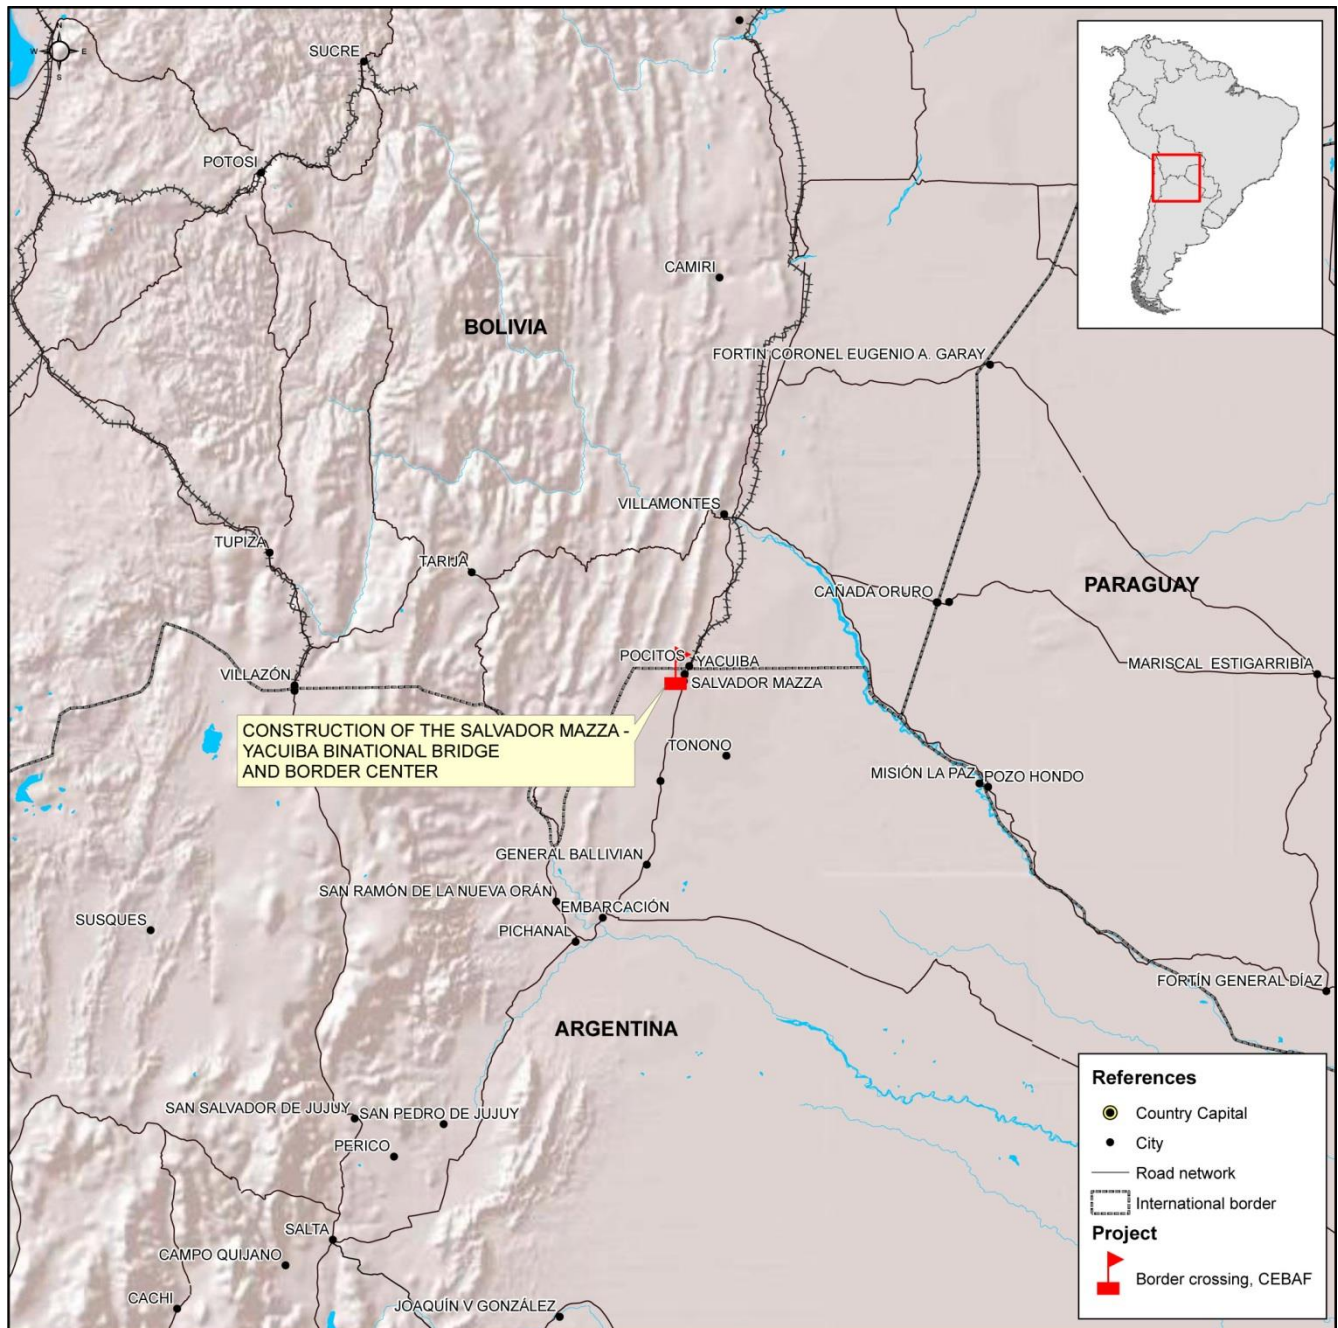 N
W E
S
SUCRE
POTOSI
CAMIRI
BOLIVIA
FORTIN CORONEL EUGENIO A. GARAY
VILLAMONTES
TUPIZA
TARIJA
CAÑADA ORURO
PARAGUAY
POCITOS
YACUIBA
MARISCAL ESTIGARRIBIA
VILLAZÓN
SALVADOR MAZZA
CONSTRUCTION OF THE SALVADOR MAZZA -
YACUIBA BINATIONAL BRIDGE
AND BORDER CENTER
TONONO
MISIÓN LA PAZ
POZO HONDO
GENERAL BALLIVIAN
SAN RAMÓN DE LA NUEVA ORÁN
EMBARCACIÓN
SUSQUES
PICHANAL
FORTÍN GENERAL DÍAZ
ARGENTINA
SAN SALVADOR DE JUJUY
SAN PEDRO DE JUJUY
PERICO
SALTA
CAMPO QUIJANO
CACHI
JOAQUÍN V GONZÁLEZ
References
Country Capital
City
Road network
International border
Project
Border crossing, CEBAF